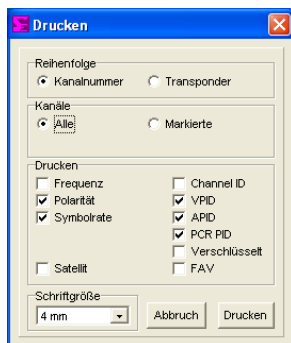 Drucken
Reihenfolge
Kanalnummer Transponder
Kanäle
Alle Markierte
Drucken
Frequenz Channel ID
Polarität VPID
Symbolrate APID
PCR PID
Verschlüsselt
Satellit FAV
Schriftgröße
4 mm Abbruch Drucken